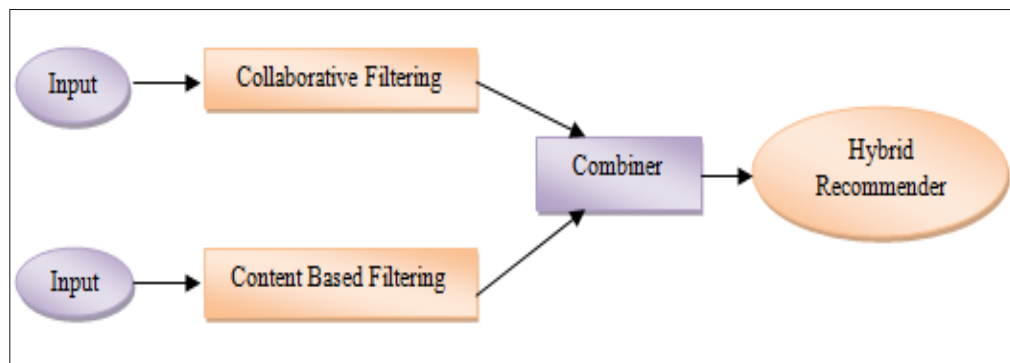 Input
Collaborative Filtering
Combiner
Hybrid
Recommender
Input
Content Based Filtering